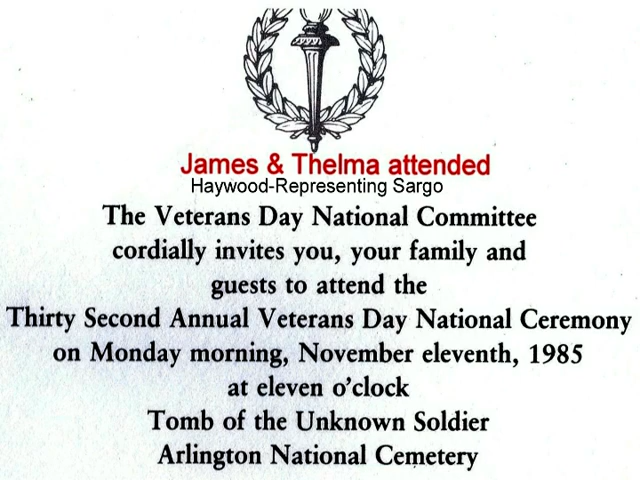 James & Thelma attended
Haywood-Representing Sargo
The Veterans Day National Committee
cordially invites you, your family and
guests to attend the
Thirty Second Annual Veterans Day National Ceremony
on Monday morning, November eleventh, 1985
at eleven o'clock
Tomb of the Unknown Soldier
Arlington National Cemetery